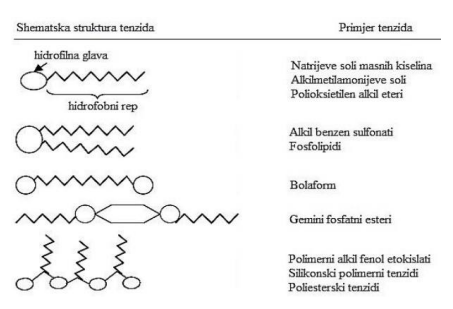 Shematska struktura tenzida Primjer tenzida
hidrofilna glava
hidrofobni rep
Natrijeve soli masnih kiselina
Alkilmetilamonijeve soli
Polioksietilen alkil eteri
Alkil benzen sulfonati
Fosfolipidi
Bolaform
Gemini fosfatni esteri
Polimerni alkil fenol etokislati
Silikonski polimerni tenzidi
Poliesterski tenzidi